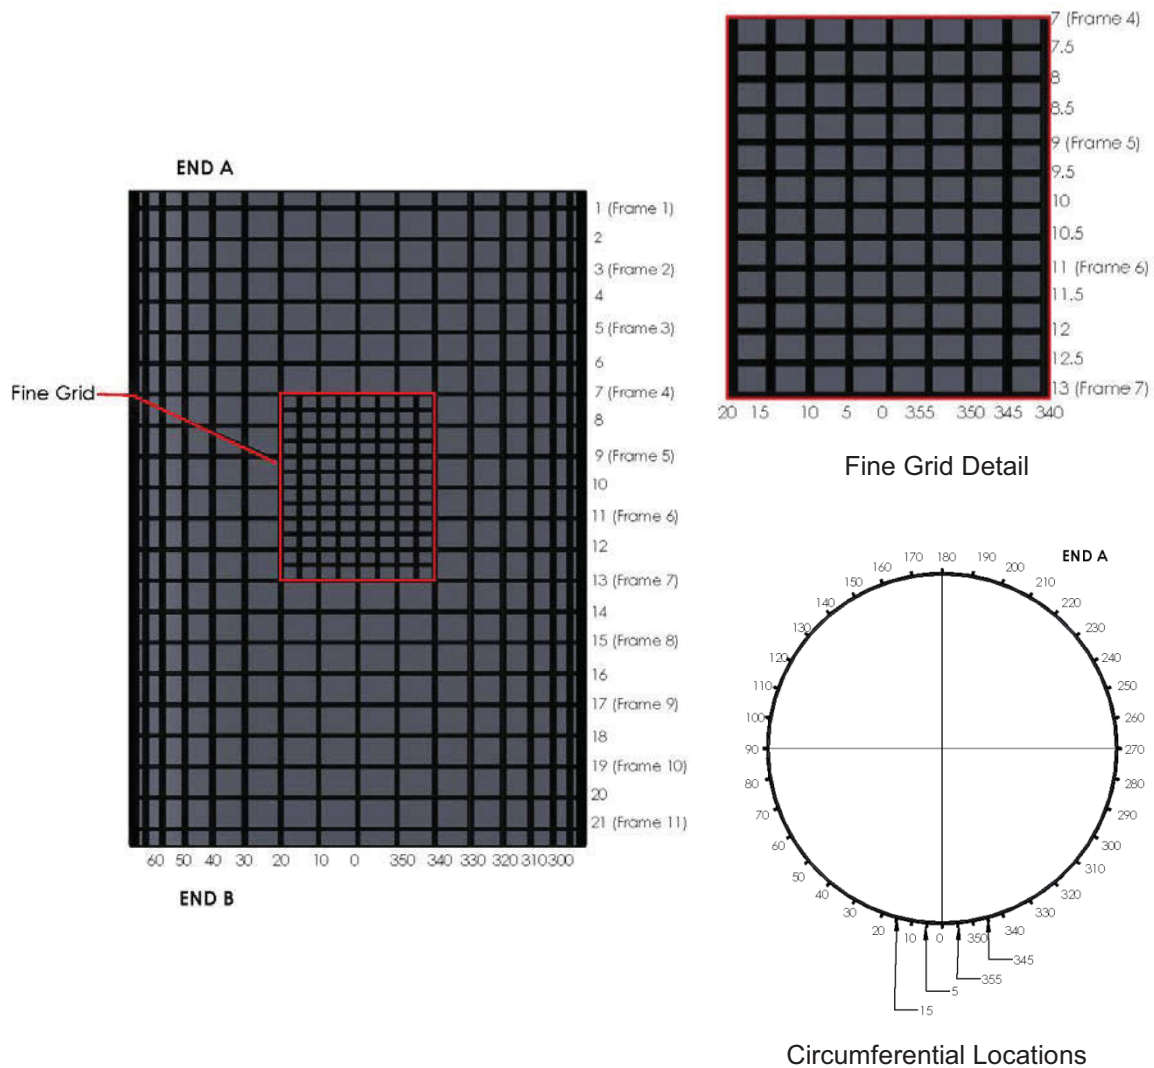 END A
1 (Frame 1)
2
3 (Frame 2)
4
5 (Frame 3)
6
Fine Grid
7 (Frame 4)
8
9 (Frame 5)
10
11 (Frame 6)
12
13 (Frame 7)
14
15 (Frame 8)
16
17 (Frame 9)
18
19 (Frame 10)
20
21 (Frame 11)
60 50 40 30 20 10 0 350 340 330 320 310 300
END B
7 (Frame 4)
7.5
8
8.5
9 (Frame 5)
9.5
10
10.5
11 (Frame 6)
11.5
12
12.5
13 (Frame 7)
20 15 10 5 0 355 350 345 340
Fine Grid Detail
END A
170 180 190
160 200
150 210
140 220
130 230
120 240
110 250
100 260
90 270
80 280
70 290
60 300
50 310
40 320
30 330
20 10 0 350 340
345
355
5
15
Circumferential Locations